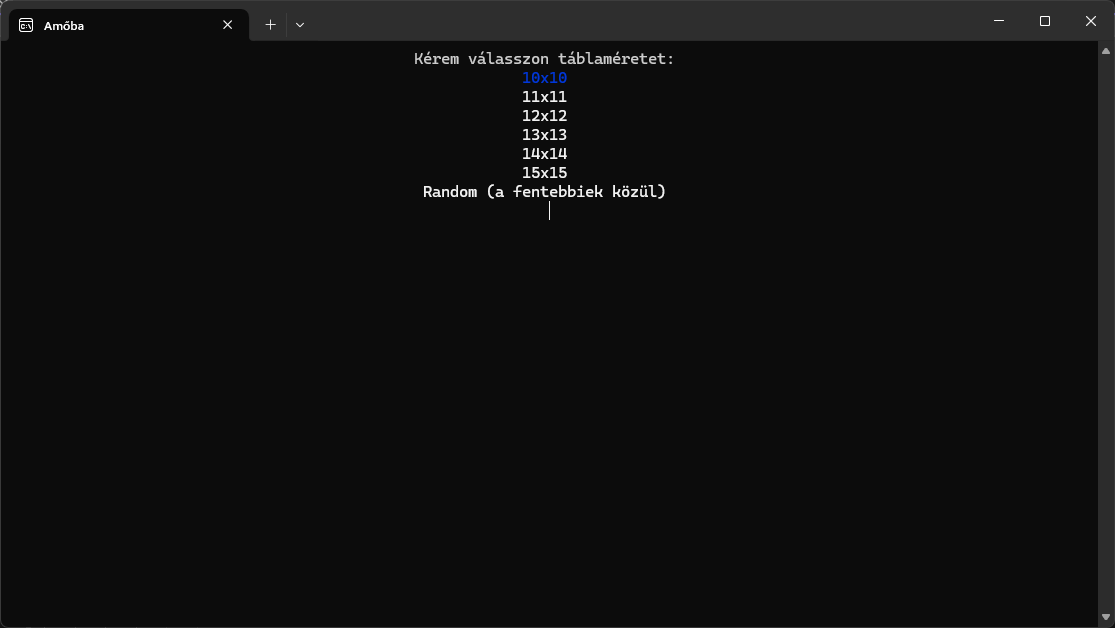 Amőba
Kérem válasszon táblaméretet:
10x10
11x11
12x12
13x13
14x14
15x15
Random (a fentebbiek közül)